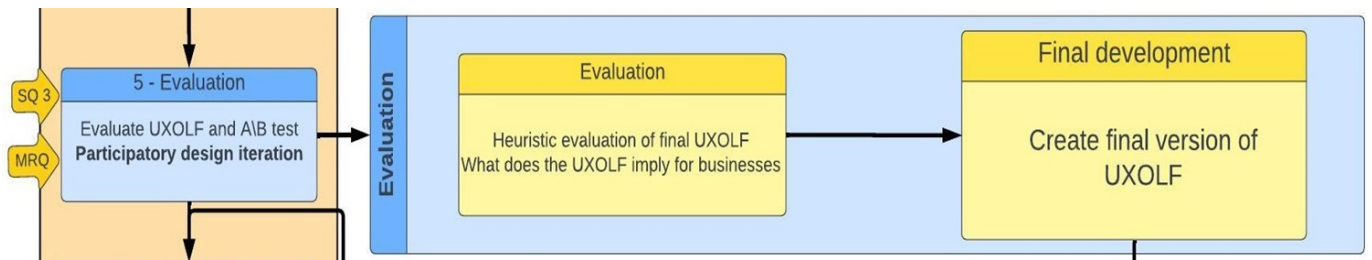 SQ 3
MRQ
5 - Evaluation
Evaluate UXOLF and A\B test
Participatory design iteration
Evaluation
Evaluation
Heuristic evaluation of final UXOLF
What does the UXOLF imply for businesses
Final development
Create final version of
UXOLF